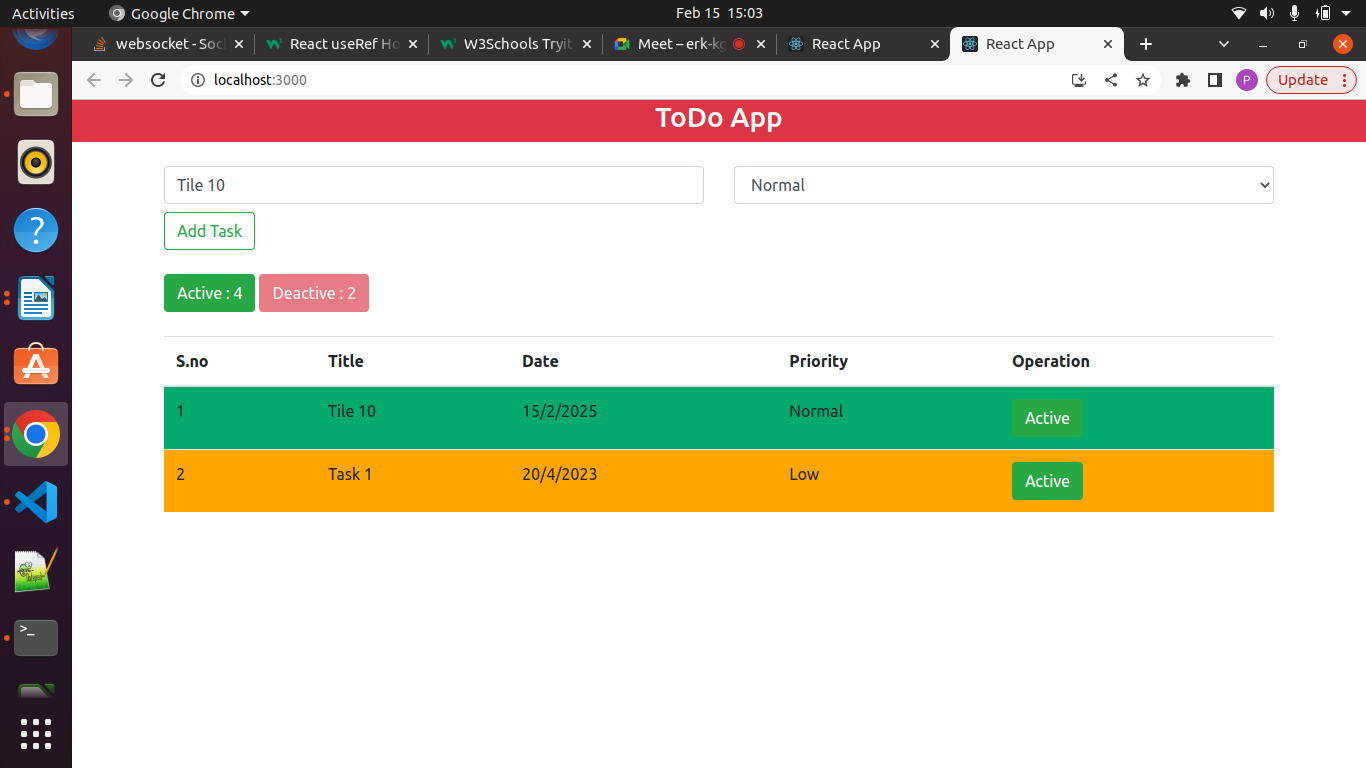 Activities Google Chrome Feb 15 15:03
websocket - Soc React useRef Ho W3Schools Tryit Meet – erk-kg React App React App
localhost:3000 P Update
ToDo App
Tile 10 Normal
Add Task
Active : 4 Deactive : 2
S.no Title Date Priority Operation
1 Tile 10 15/2/2025 Normal Active
2 Task 1 20/4/2023 Low Active